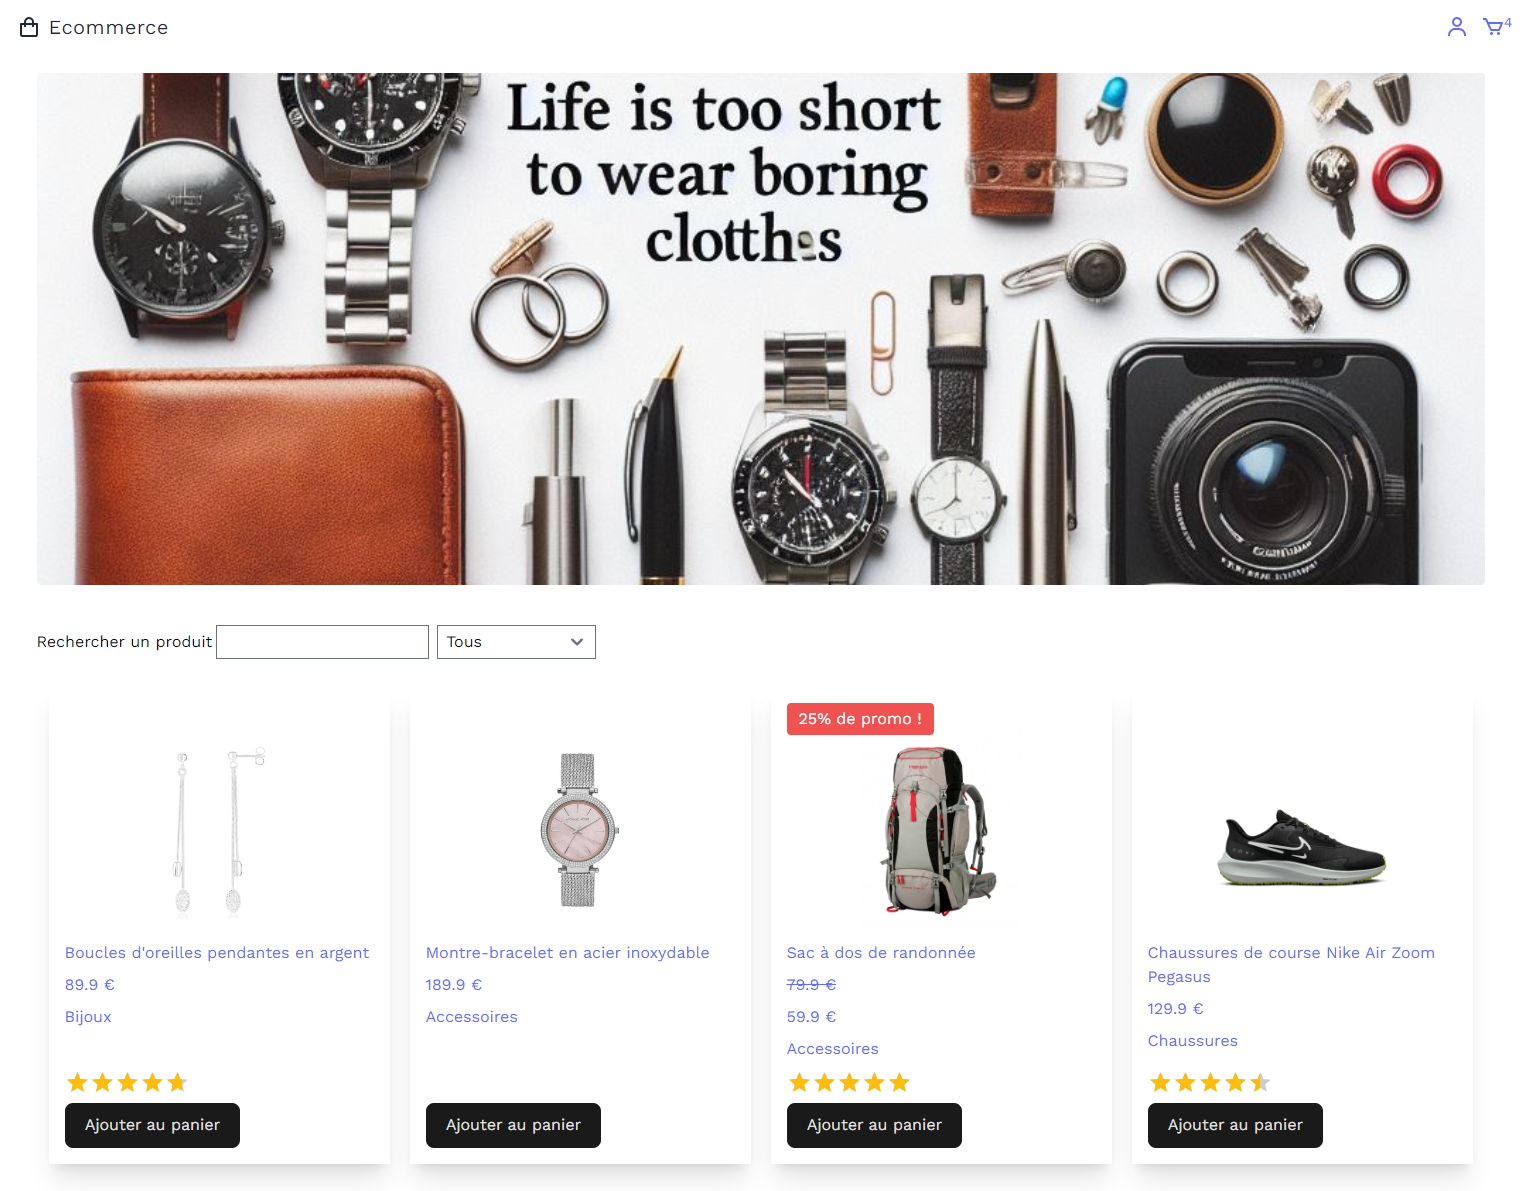 Ecommerce
4
Life is too short
to wear boring
Rechercher un produit
Tous
25% de promo !
Boucles d'oreilles pendantes en argent
89.9 €
Bijoux
Ajouter au panier
Montre-bracelet en acier inoxydable
189.9 €
Accessoires
Ajouter au panier
Sac à dos de randonnée
79.9 €
59.9 €
Accessoires
Ajouter au panier
Chaussures de course Nike Air Zoom
Pegasus
129.9 €
Chaussures
Ajouter au panier